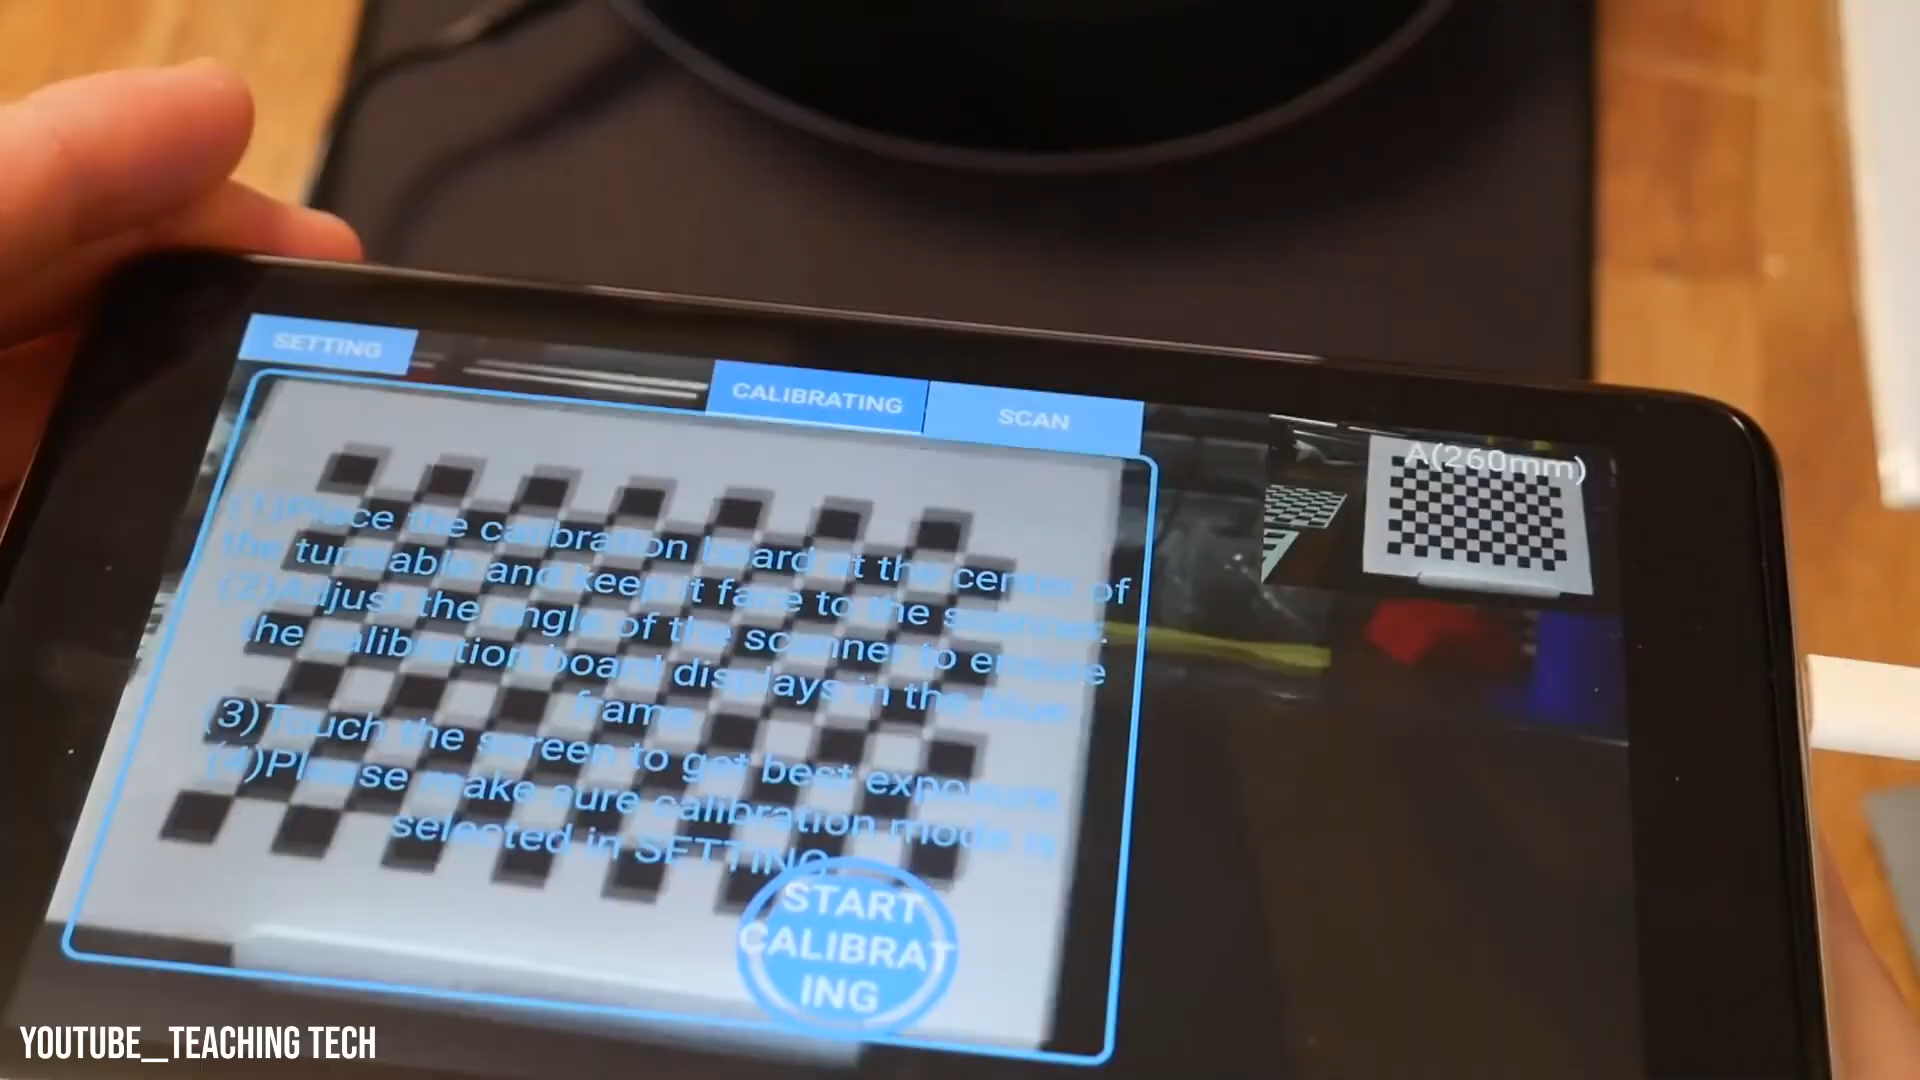 SETTING
CALIBRATING
SCAN
A(260mm)
(1)Place the calibration board at the center of
the turntable and keep it face to the scanner.
(2)Adjust the angle of the scanner to ensure
the calibration board displays in the blue
frame
(3)Touch the screen to get best exposure
(4)Please make sure calibration mode is
selected in SETTING
START
CALIBRAT
ING
YOUTUBE_TEACHING TECH